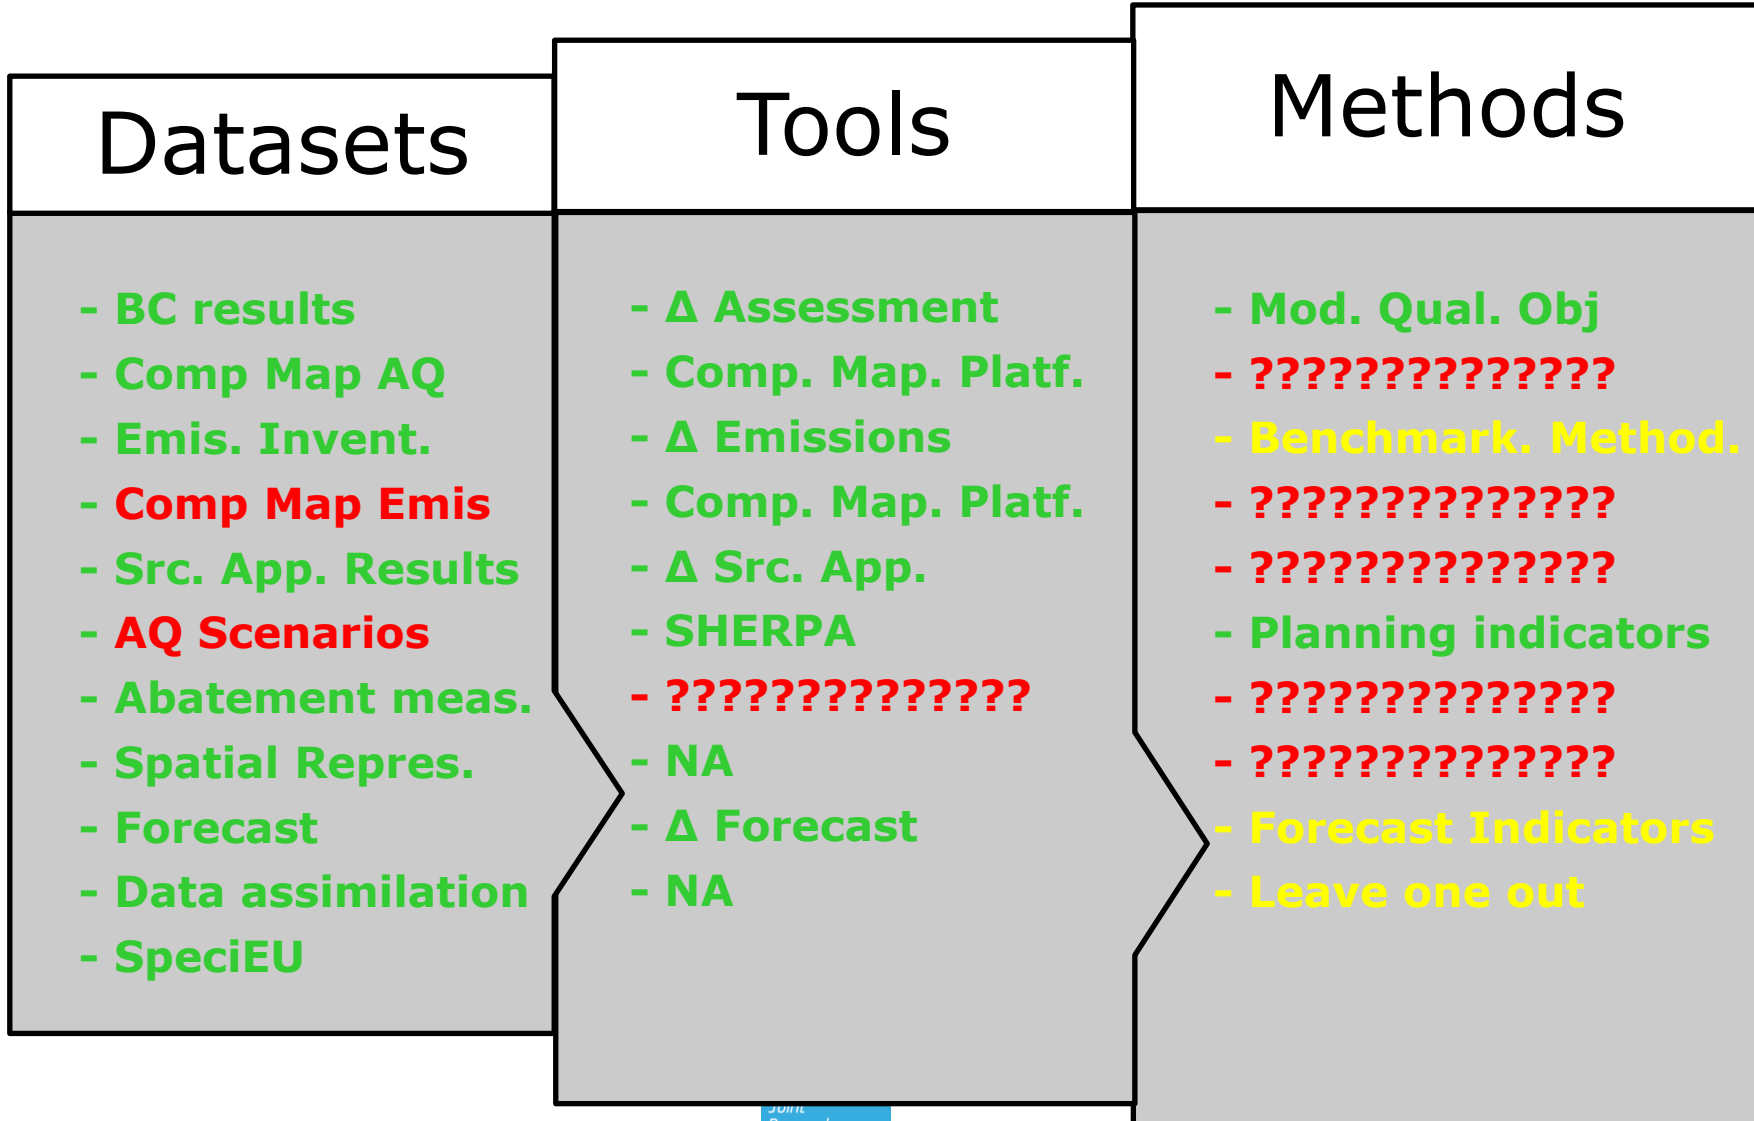 Datasets
- BC results
- Comp Map AQ
- Emis. Invent.
- Comp Map Emis
- Src. App. Results
- AQ Scenarios
- Abatement meas.
- Spatial Repres.
- Forecast
- Data assimilation
- SpeciEU
Tools
- Δ Assessment
- Comp. Map. Platf.
- Δ Emissions
- Comp. Map. Platf.
- Δ Src. App.
- SHERPA
- ??????????????
- NA
- Δ Forecast
- NA
Methods
- Mod. Qual. Obj
- ??????????????
- Benchmark. Method.
- ??????????????
- ??????????????
- Planning indicators
- ??????????????
- ??????????????
- Forecast Indicators
- Leave one out
Joint